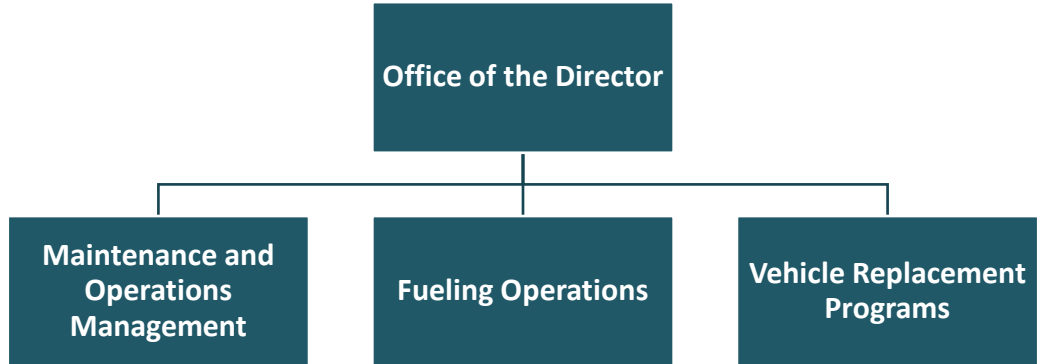 Office of the Director
Maintenance and
Operations
Management
Fueling Operations
Vehicle Replacement
Programs